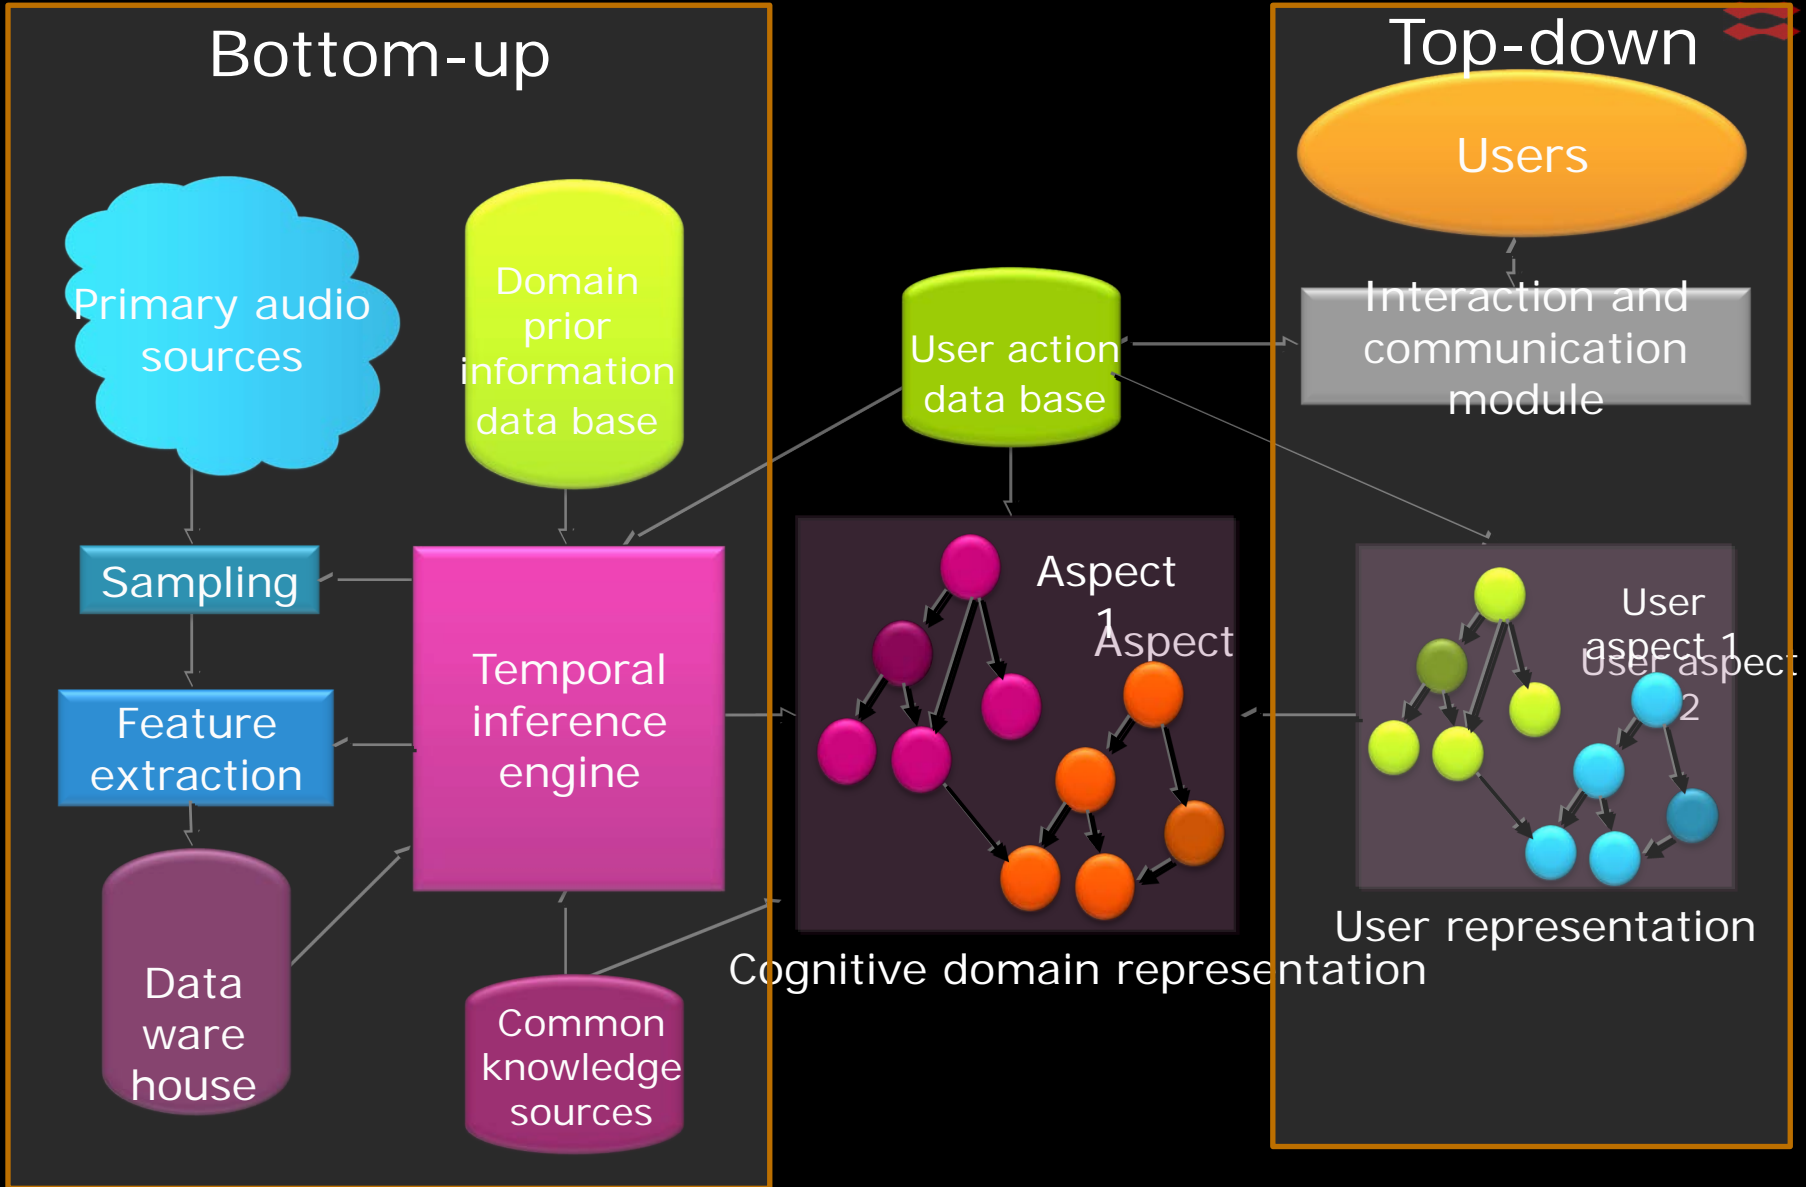 Bottom-up
Top-down
Users
Primary audio
sources
Domain
prior
information
data base
User action
data base
Interaction and
communication
module
Sampling
Feature
extraction
Data
ware
house
Temporal
inference
engine
Common
knowledge
sources
Aspect
1
Aspect
Cognitive domain representation
User
aspect 1
User aspect
2
User representation